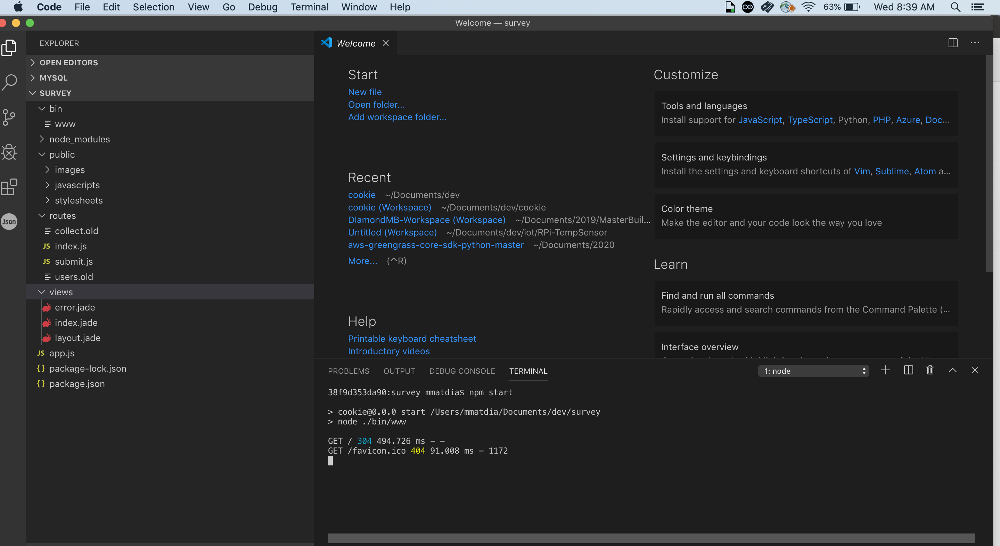 Code File Edit Selection View Go Debug Terminal Window Help 63% Wed 8:39 AM
Welcome — survey
EXPLORER
OPEN EDITORS
MYSQL
SURVEY
bin
www
node_modules
public
images
javascripts
stylesheets
routes
collect.old
JS index.js
JS submit.js
users.old
views
error.jade
index.jade
layout.jade
JS app.js
{} package-lock.json
{} package.json
Json
Welcome
Start
New file
Open folder...
Add workspace folder...
Recent
cookie ~/Documents/dev
cookie (Workspace) ~/Documents/dev/cookie
DIamondMB-Workspace (Workspace) ~/Documents/2019/MasterBuil...
Untitled (Workspace) ~/Documents/dev/iot/RPi-TempSensor
aws-greengrass-core-sdk-python-master ~/Documents/2020
More... (^R)
Help
Printable keyboard cheatsheet
Introductory videos
Customize
Tools and languages
Install support for JavaScript, TypeScript, Python, PHP, Azure, Doc...
Settings and keybindings
Install the settings and keyboard shortcuts of Vim, Sublime, Atom a...
Color theme
Make the editor and your code look the way you love
Learn
Find and run all commands
Rapidly access and search commands from the Command Palette (...
Interface overview
PROBLEMS OUTPUT DEBUG CONSOLE TERMINAL 1: node
38f9d353da90:survey mmatdia$ npm start
> cookie@0.0.0 start /Users/mmatdia/Documents/dev/survey
> node ./bin/www
GET / 304 494.726 ms - -
GET /favicon.ico 404 91.008 ms - 1172